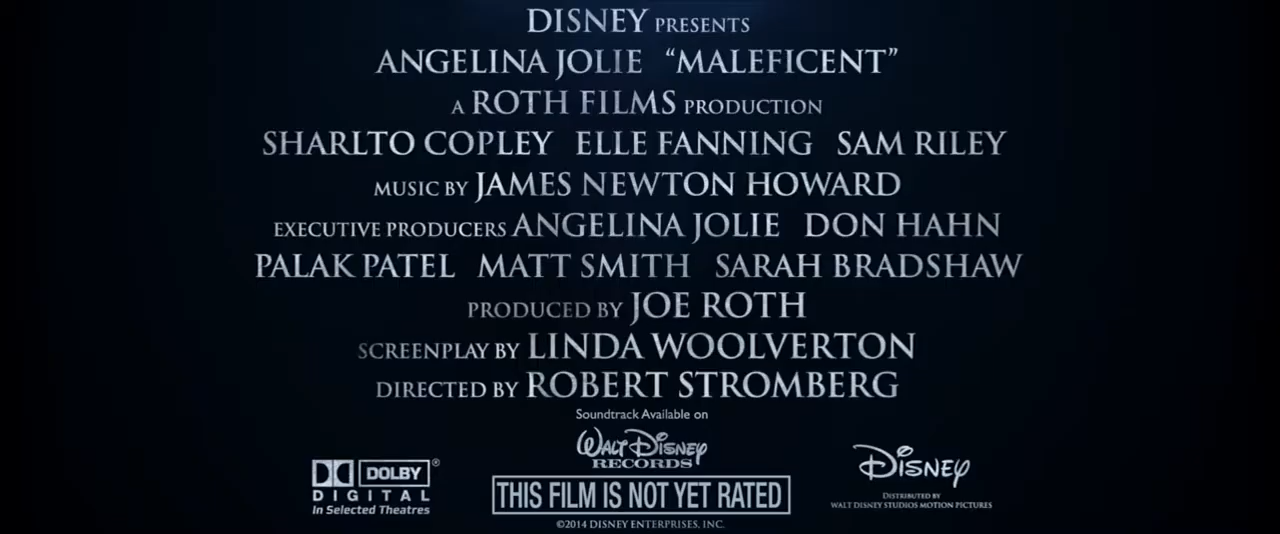 DISNEY PRESENTS
ANGELINA JOLIE “MALEFICENT”
A ROTH FILMS PRODUCTION
SHARLTO COPLEY ELLE FANNING SAM RILEY
MUSIC BY JAMES NEWTON HOWARD
EXECUTIVE PRODUCERS ANGELINA JOLIE DON HAHN
PALAK PATEL MATT SMITH SARAH BRADSHAW
PRODUCED BY JOE ROTH
SCREENPLAY BY LINDA WOOLVERTON
DIRECTED BY ROBERT STROMBERG
Soundtrack Available on
WALT DISNEY
RECORDS
DOLBY®
DIGITAL
In Selected Theatres
THIS FILM IS NOT YET RATED
©2014 DISNEY ENTERPRISES, INC.
DISNEY
DISTRIBUTED BY
WALT DISNEY STUDIOS MOTION PICTURES